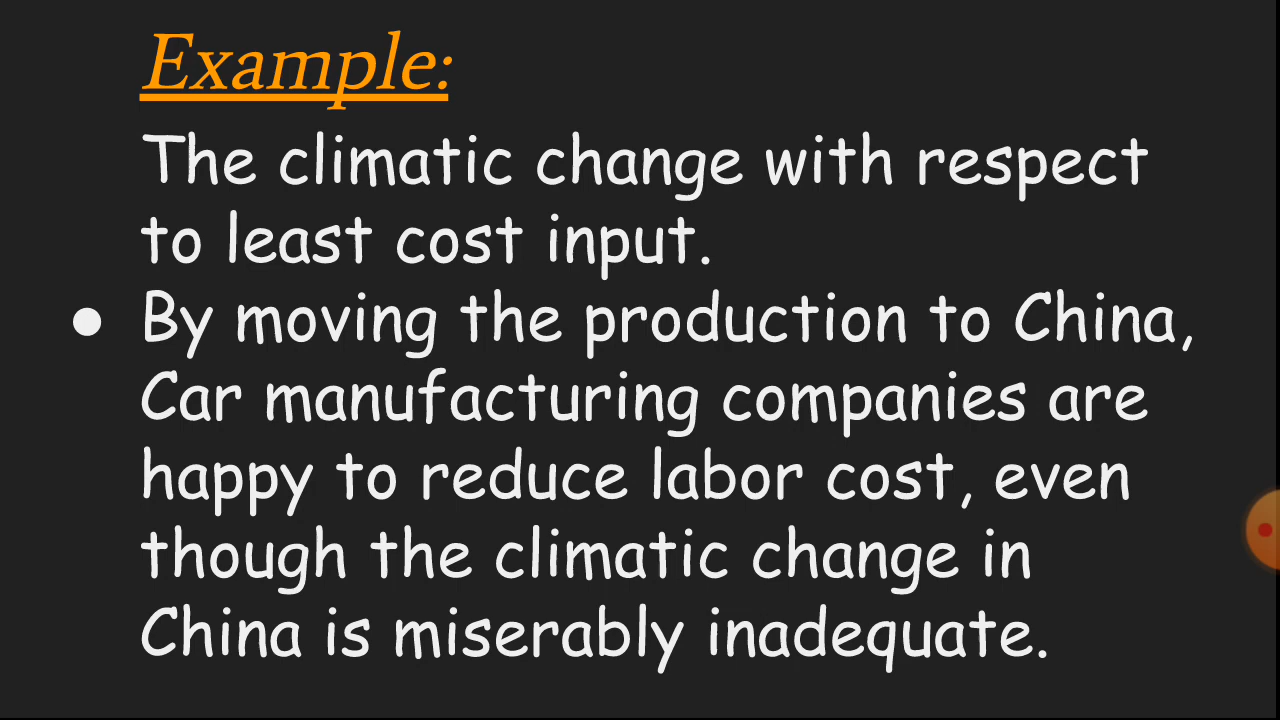 Example:
The climatic change with respect
to least cost input.
● By moving the production to China,
Car manufacturing companies are
happy to reduce labor cost, even
though the climatic change in
China is miserably inadequate.